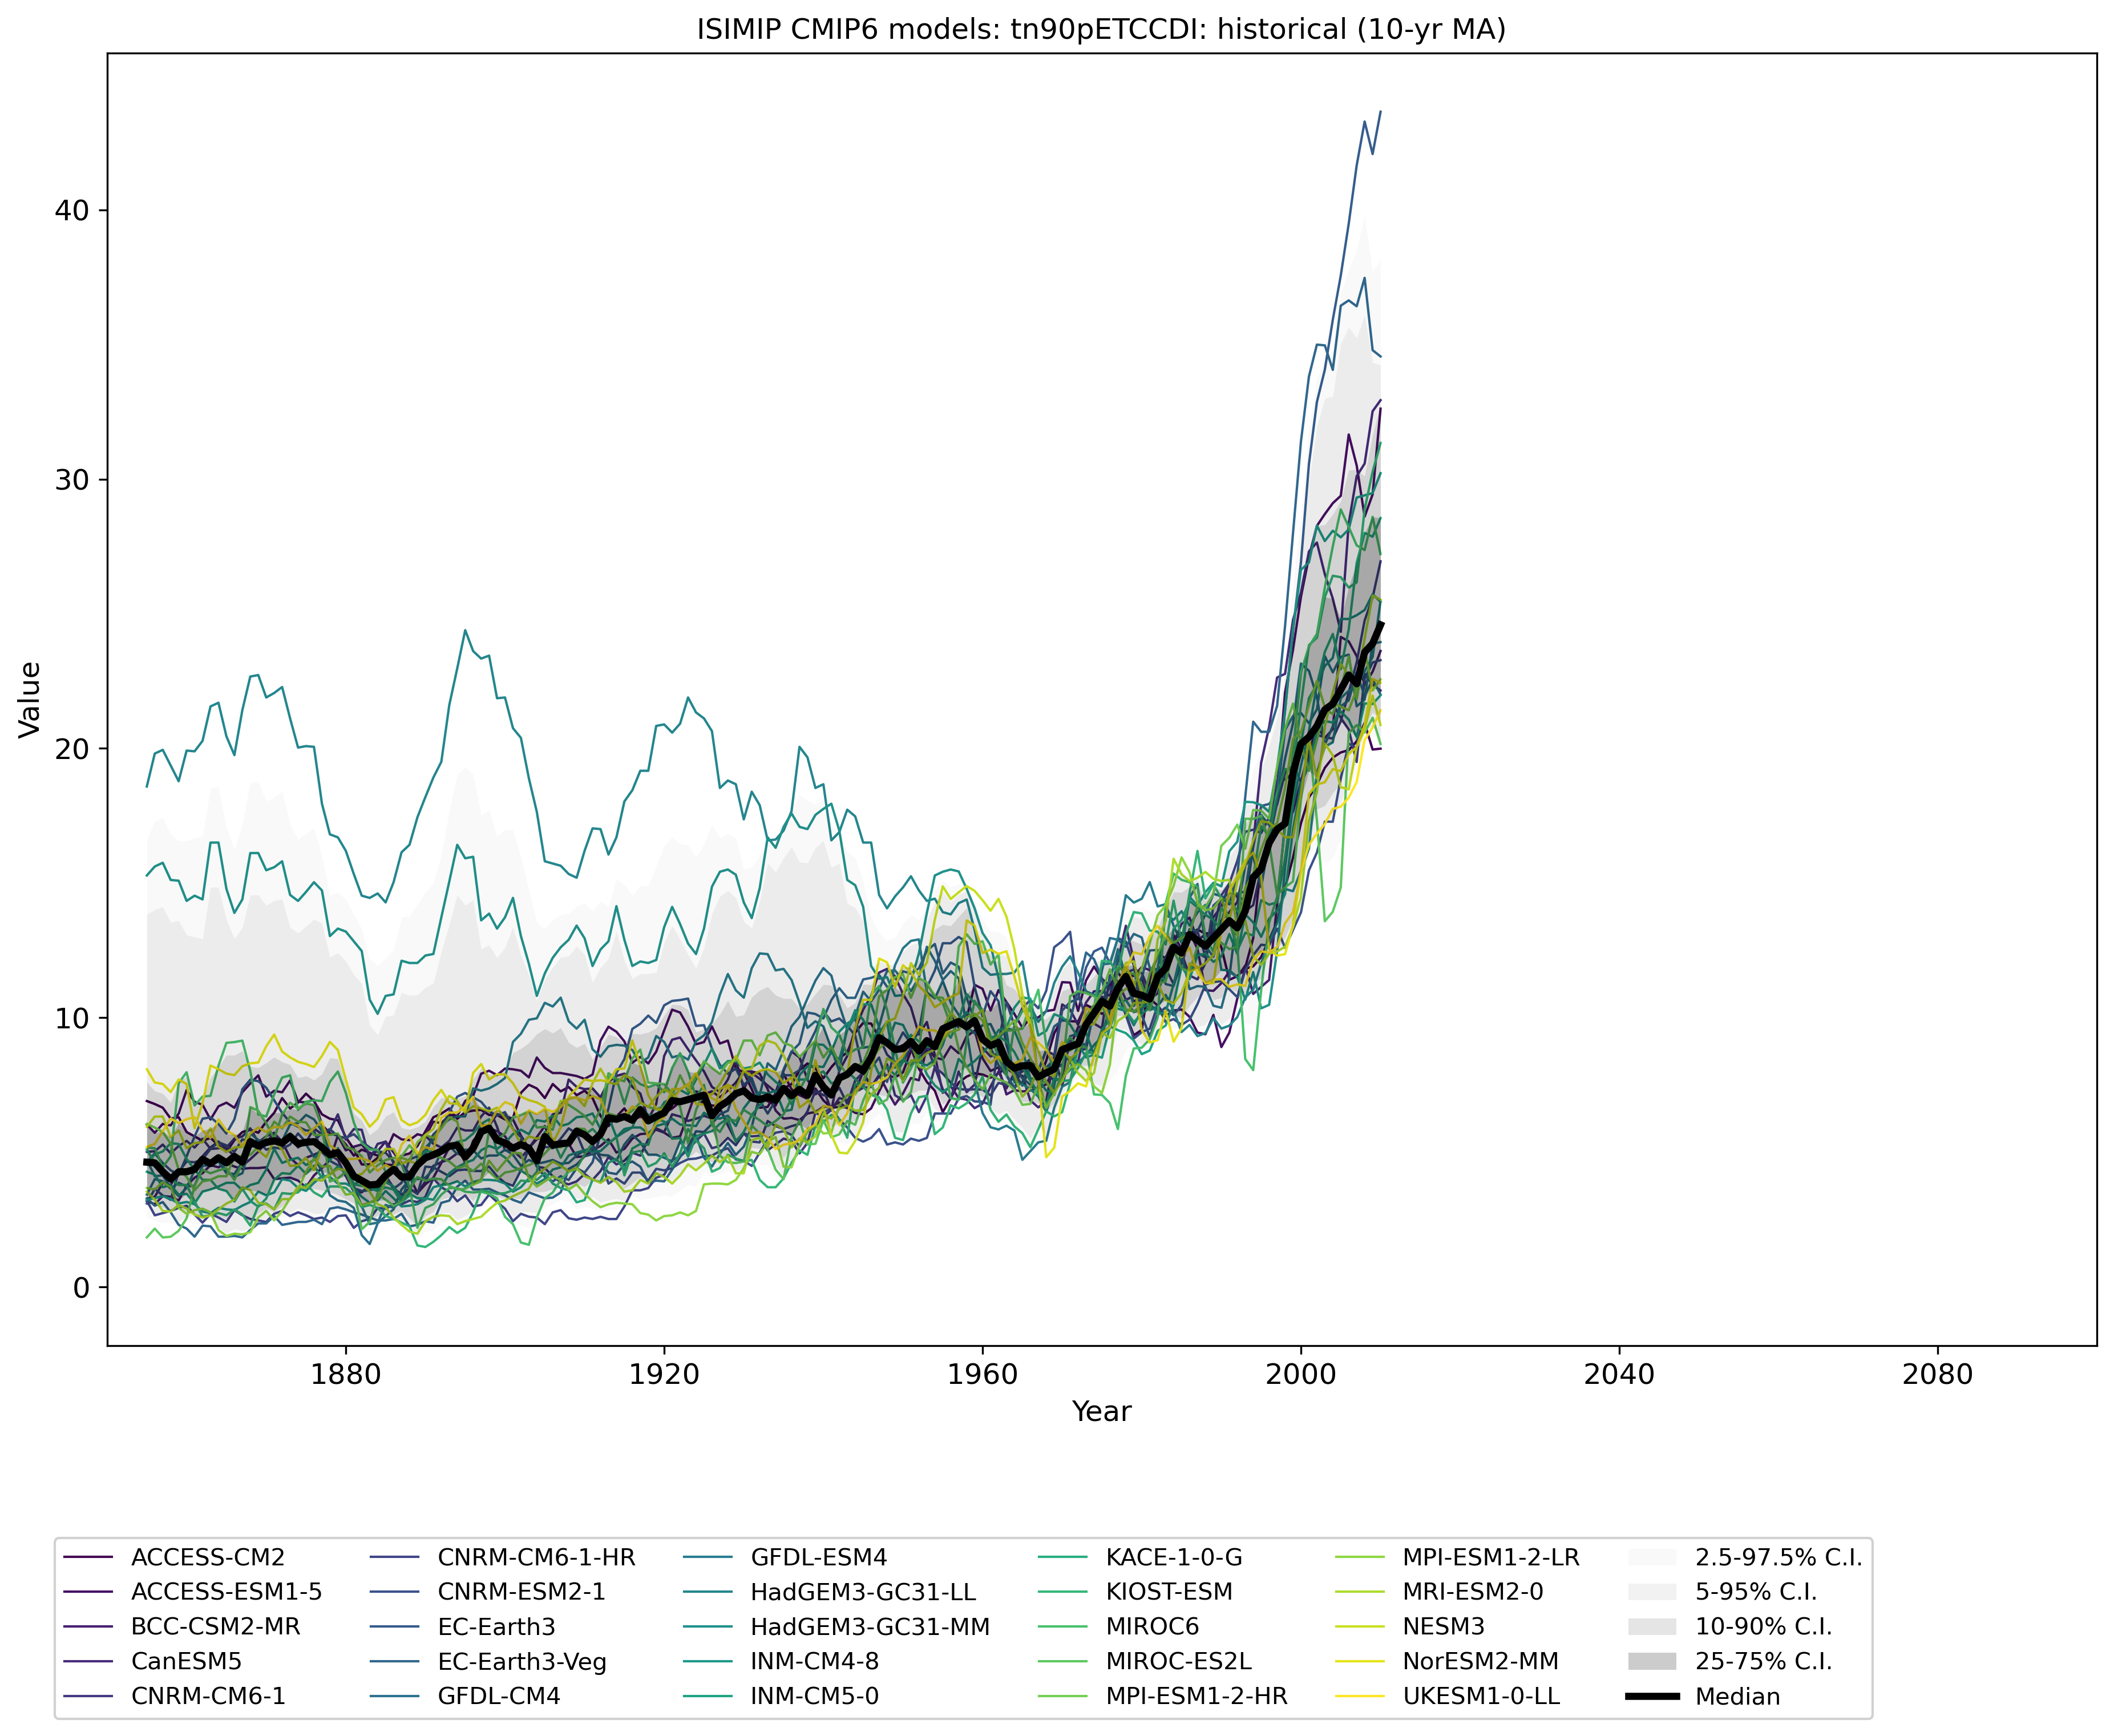 ISIMIP CMIP6 models: tn90pETCCDI: historical (10-yr MA)
Value
40
30
20
10
0
1880 1920 1960 2000 2040 2080
Year
ACCESS-CM2 CNRM-CM6-1-HR GFDL-ESM4 KACE-1-0-G MPI-ESM1-2-LR 2.5-97.5% C.I.
ACCESS-ESM1-5 CNRM-ESM2-1 HadGEM3-GC31-LL KIOST-ESM MRI-ESM2-0 5-95% C.I.
BCC-CSM2-MR EC-Earth3 HadGEM3-GC31-MM MIROC6 NESM3 10-90% C.I.
CanESM5 EC-Earth3-Veg INM-CM4-8 MIROC-ES2L NorESM2-MM 25-75% C.I.
CNRM-CM6-1 GFDL-CM4 INM-CM5-0 MPI-ESM1-2-HR UKESM1-0-LL Median